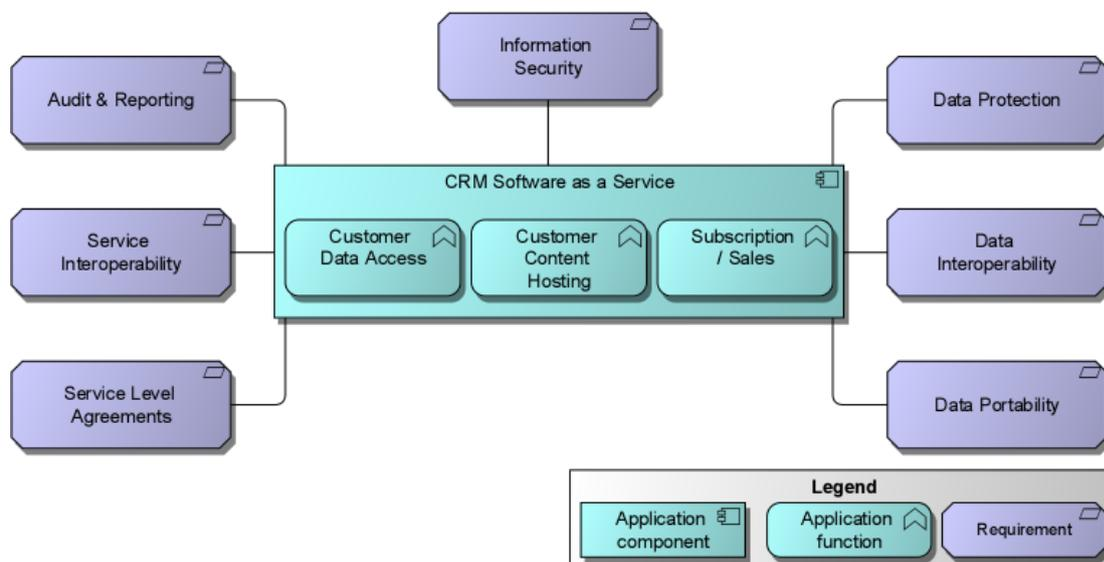 Information
Security
Audit & Reporting
Data Protection
CRM Software as a Service
Service
Interoperability
Customer
Data Access
Customer
Content
Hosting
Subscription
/ Sales
Data
Interoperability
Service Level
Agreements
Data Portability
Legend
Application
component
Application
function
Requirement